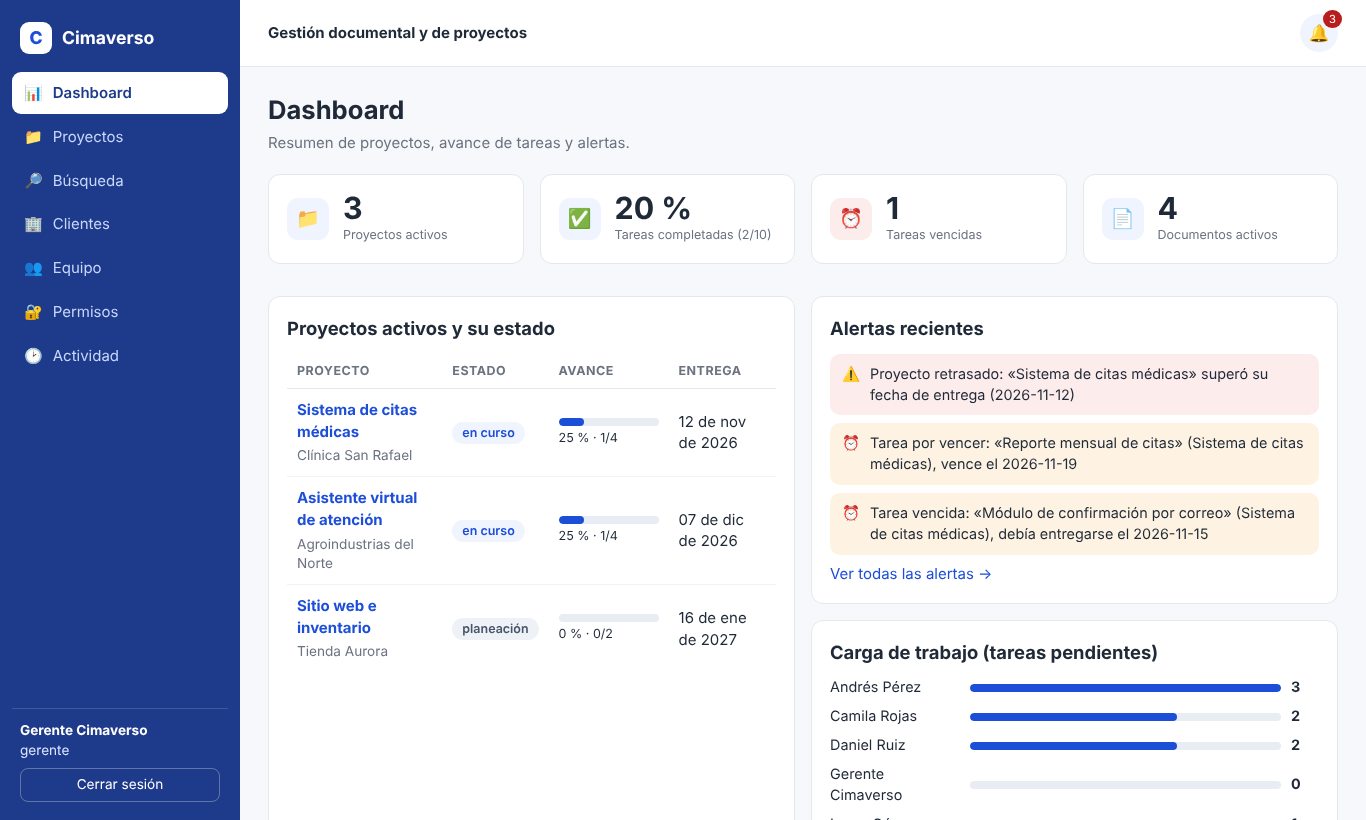 C Cimaverso
Dashboard
Proyectos
Búsqueda
Clientes
Equipo
Permisos
Actividad
Gerente Cimaverso
gerente
Cerrar sesión
Gestión documental y de proyectos
3
Dashboard
Resumen de proyectos, avance de tareas y alertas.
3
Proyectos activos
20 %
Tareas completadas (2/10)
1
Tareas vencidas
4
Documentos activos
Proyectos activos y su estado
PROYECTO ESTADO AVANCE ENTREGA
Sistema de citas
médicas
Clínica San Rafael
en curso
25 % · 1/4
12 de nov
de 2026
Asistente virtual
de atención
Agroindustrias del
Norte
en curso
25 % · 1/4
07 de dic
de 2026
Sitio web e
inventario
Tienda Aurora
planeación
0 % · 0/2
16 de ene
de 2027
Alertas recientes
Proyecto retrasado: «Sistema de citas médicas» superó su
fecha de entrega (2026-11-12)
Tarea por vencer: «Reporte mensual de citas» (Sistema de citas
médicas), vence el 2026-11-19
Tarea vencida: «Módulo de confirmación por correo» (Sistema
de citas médicas), debía entregarse el 2026-11-15
Ver todas las alertas →
Carga de trabajo (tareas pendientes)
Andrés Pérez 3
Camila Rojas 2
Daniel Ruiz 2
Gerente
Cimaverso 0